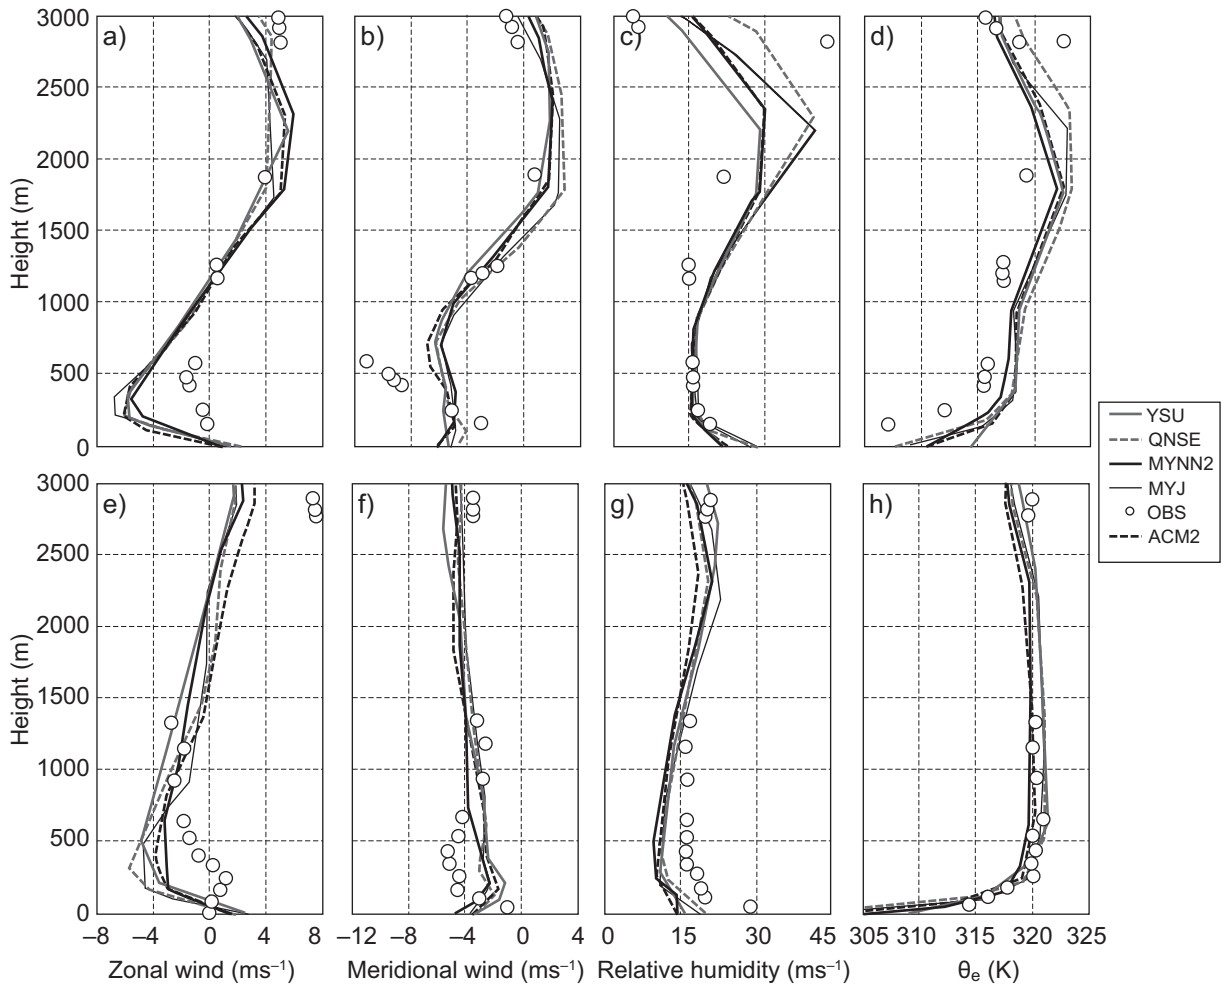 3000
2500
2000
1500
1000
500
0
Height (m)
a)
b)
c)
d)
YSU
QNSE
MYNN2
MYJ
OBS
ACM2
3000
2500
2000
1500
1000
500
0
Height (m)
e)
f)
g)
h)
−8 −4 0 4 8
−12 −8 −4 0 4
0 15 30 45
305 310 315 320 325
Zonal wind (ms⁻¹)
Meridional wind (ms⁻¹)
Relative humidity (ms⁻¹)
θe (K)